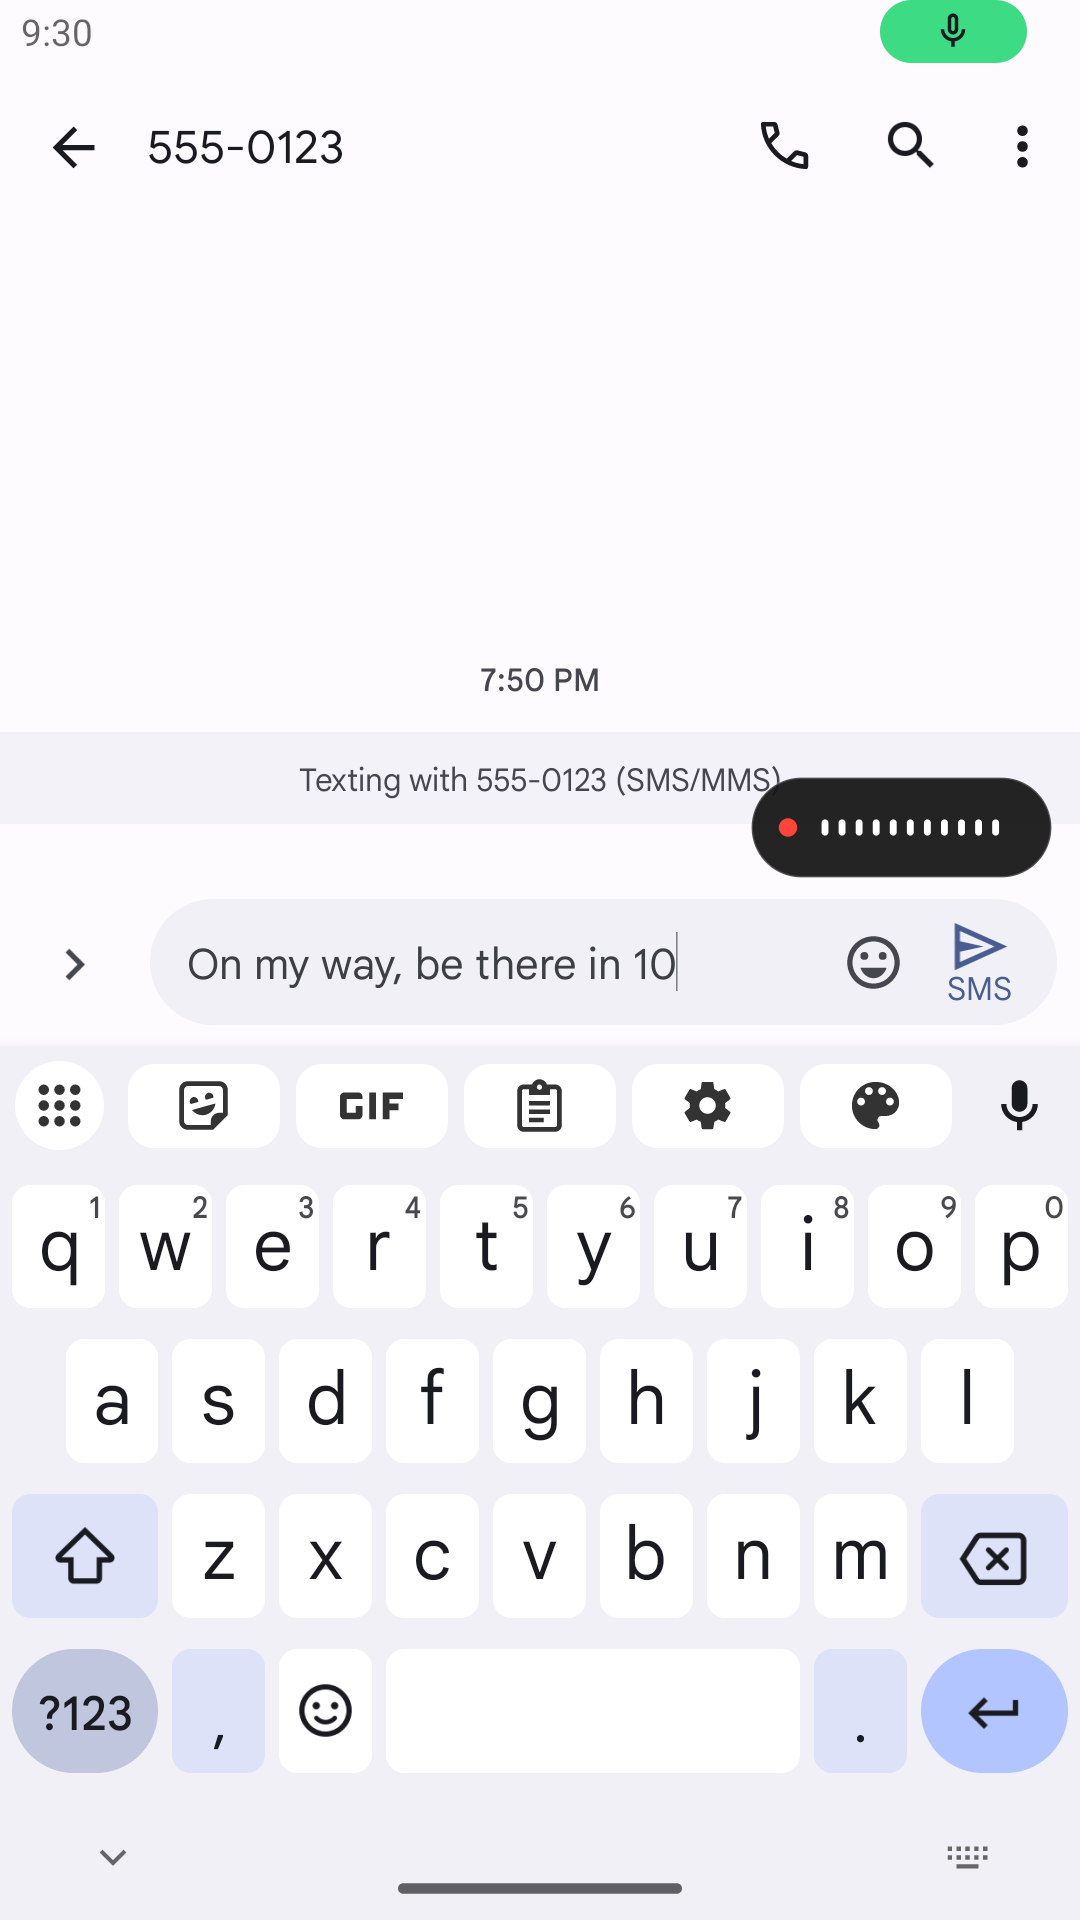 9:30
555-0123
7:50 PM
Texting with 555-0123 (SMS/MMS)
On my way, be there in 10
SMS
GIF
q1 w2 e3 r4 t5 y6 u7 i8 o9 p0
a s d f g h j k l
z x c v b n m
?123 , .